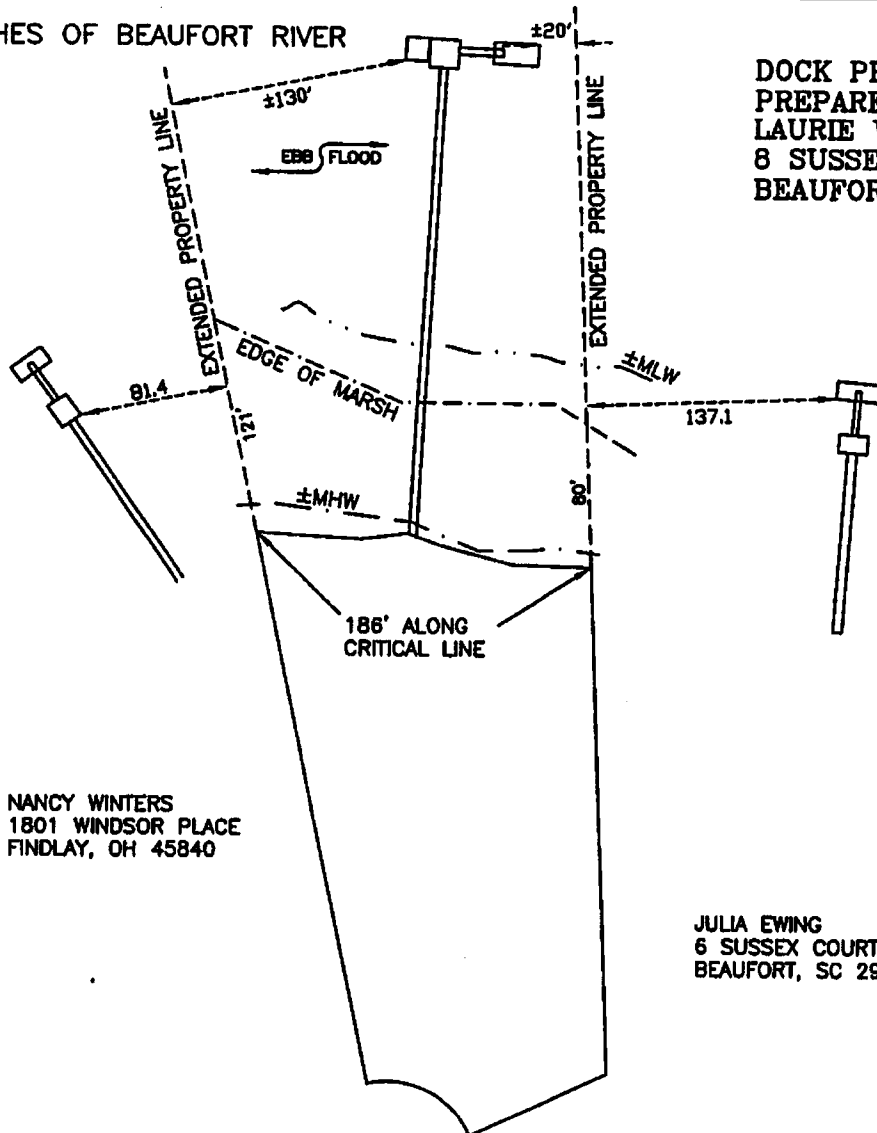 HES OF BEAUFORT RIVER
±20'
±130'
DOCK PE
PREPARE
LAURIE
8 SUSSE
BEAUFOR
EBB FLOOD
EXTENDED PROPERTY LINE
EXTENDED PROPERTY LINE
±MLW
EDGE OF MARSH
81.4
137.1
121'
80'
±MHW
186' ALONG
CRITICAL LINE
NANCY WINTERS
1801 WINDSOR PLACE
FINDLAY, OH 45840
JULIA EWING
6 SUSSEX COURT
BEAUFORT, SC 29